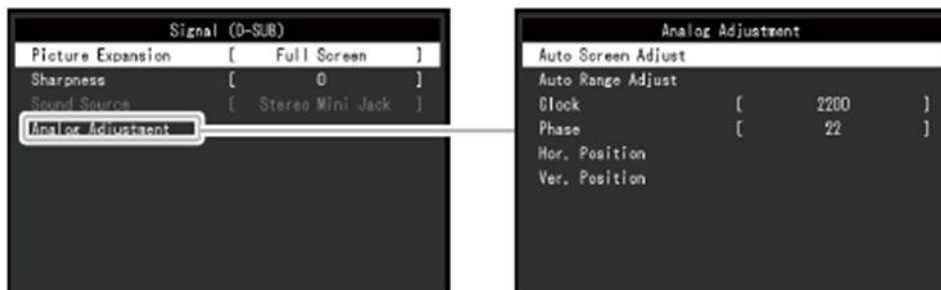 Signal (D-SUB)
Picture Expansion [ Full Screen ]
Sharpness [ 0 ]
Sound Source [ Stereo Mini Jack ]
Analog Adjustment
Analog Adjustment
Auto Screen Adjust
Auto Range Adjust
Clock [ 2200 ]
Phase [ 22 ]
Hor. Position
Ver. Position